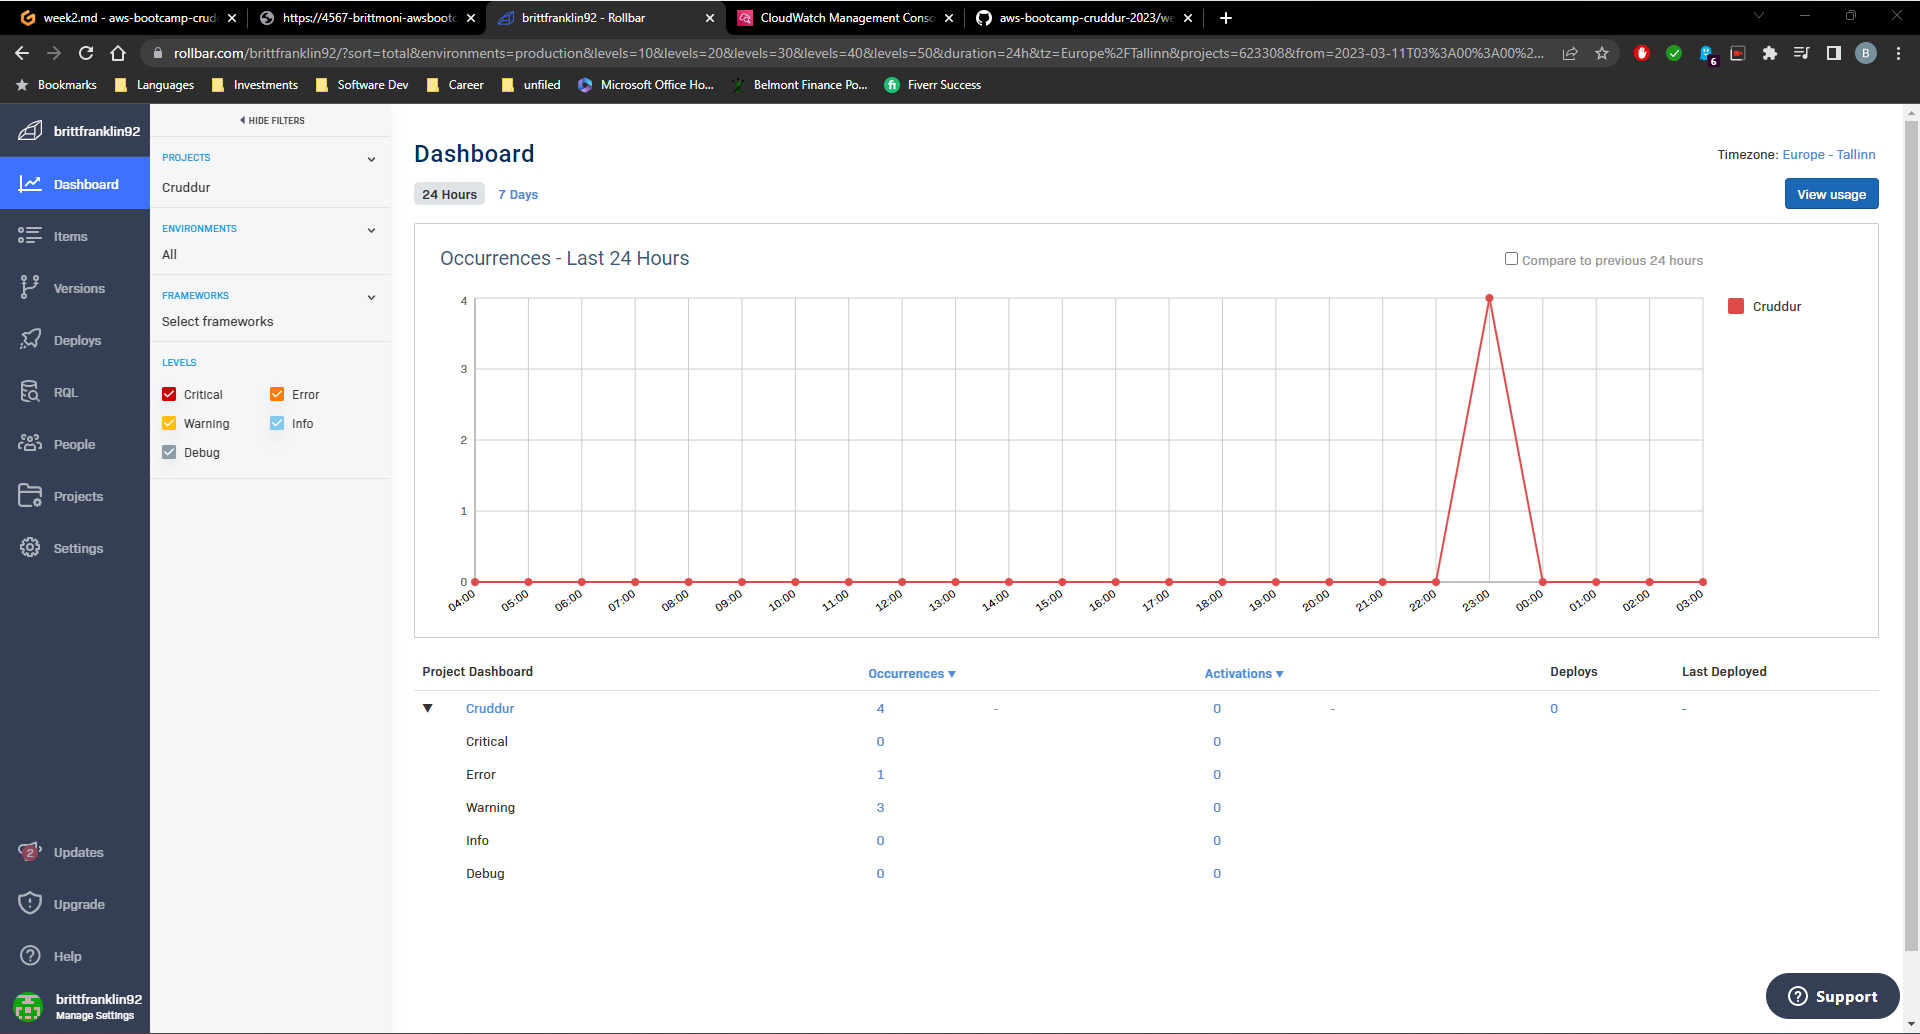 week2.md - aws-bootcamp-crud
https://4567-brittmoni-awsboot
brittfranklin92 - Rollbar
CloudWatch Management Conso
aws-bootcamp-cruddur-2023/we
rollbar.com/brittfranklin92/?sort=total&environments=production&levels=10&levels=20&levels=30&levels=40&levels=50&duration=24h&tz=Europe%2FTallinn&projects=623308&from=2023-03-11T03%3A00%3A00%2...
6
B
Bookmarks
Languages
Investments
Software Dev
Career
unfiled
Microsoft Office Ho...
Belmont Finance Po...
fi
Fiverr Success
brittfranklin92
Dashboard
Items
Versions
Deploys
RQL
People
Projects
Settings
2
Updates
Upgrade
Help
brittfranklin92
Manage Settings
HIDE FILTERS
PROJECTS
Cruddur
ENVIRONMENTS
All
FRAMEWORKS
Select frameworks
LEVELS
Critical
Error
Warning
Info
Debug
Dashboard
Timezone: Europe - Tallinn
24 Hours
7 Days
View usage
Occurrences - Last 24 Hours
Compare to previous 24 hours
4
3
2
1
0
04:00
05:00
06:00
07:00
08:00
09:00
10:00
11:00
12:00
13:00
14:00
15:00
16:00
17:00
18:00
19:00
20:00
21:00
22:00
23:00
00:00
01:00
02:00
03:00
Cruddur
Project Dashboard Occurrences ▼ Activations ▼ Deploys Last Deployed
▼ Cruddur 4 - 0 - 0 -
Critical 0 0
Error 1 0
Warning 3 0
Info 0 0
Debug 0 0
Support